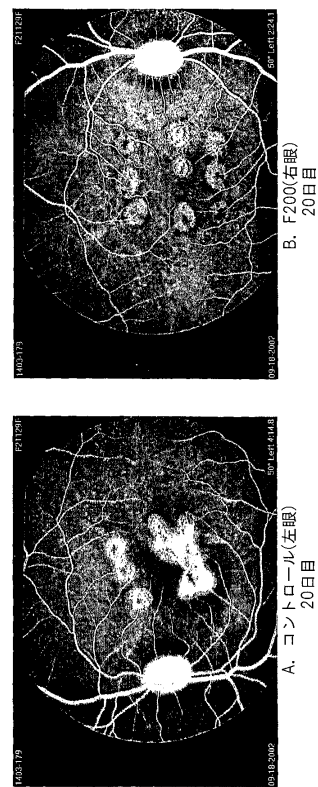 1403-179
F21129F
09-18-2002
50° Left 4:14.8
A. コントロール(左眼)
20日目
1403-179
F21129F
09-18-2002
50° Left 2:24.1
B. F200(右眼)
20日目